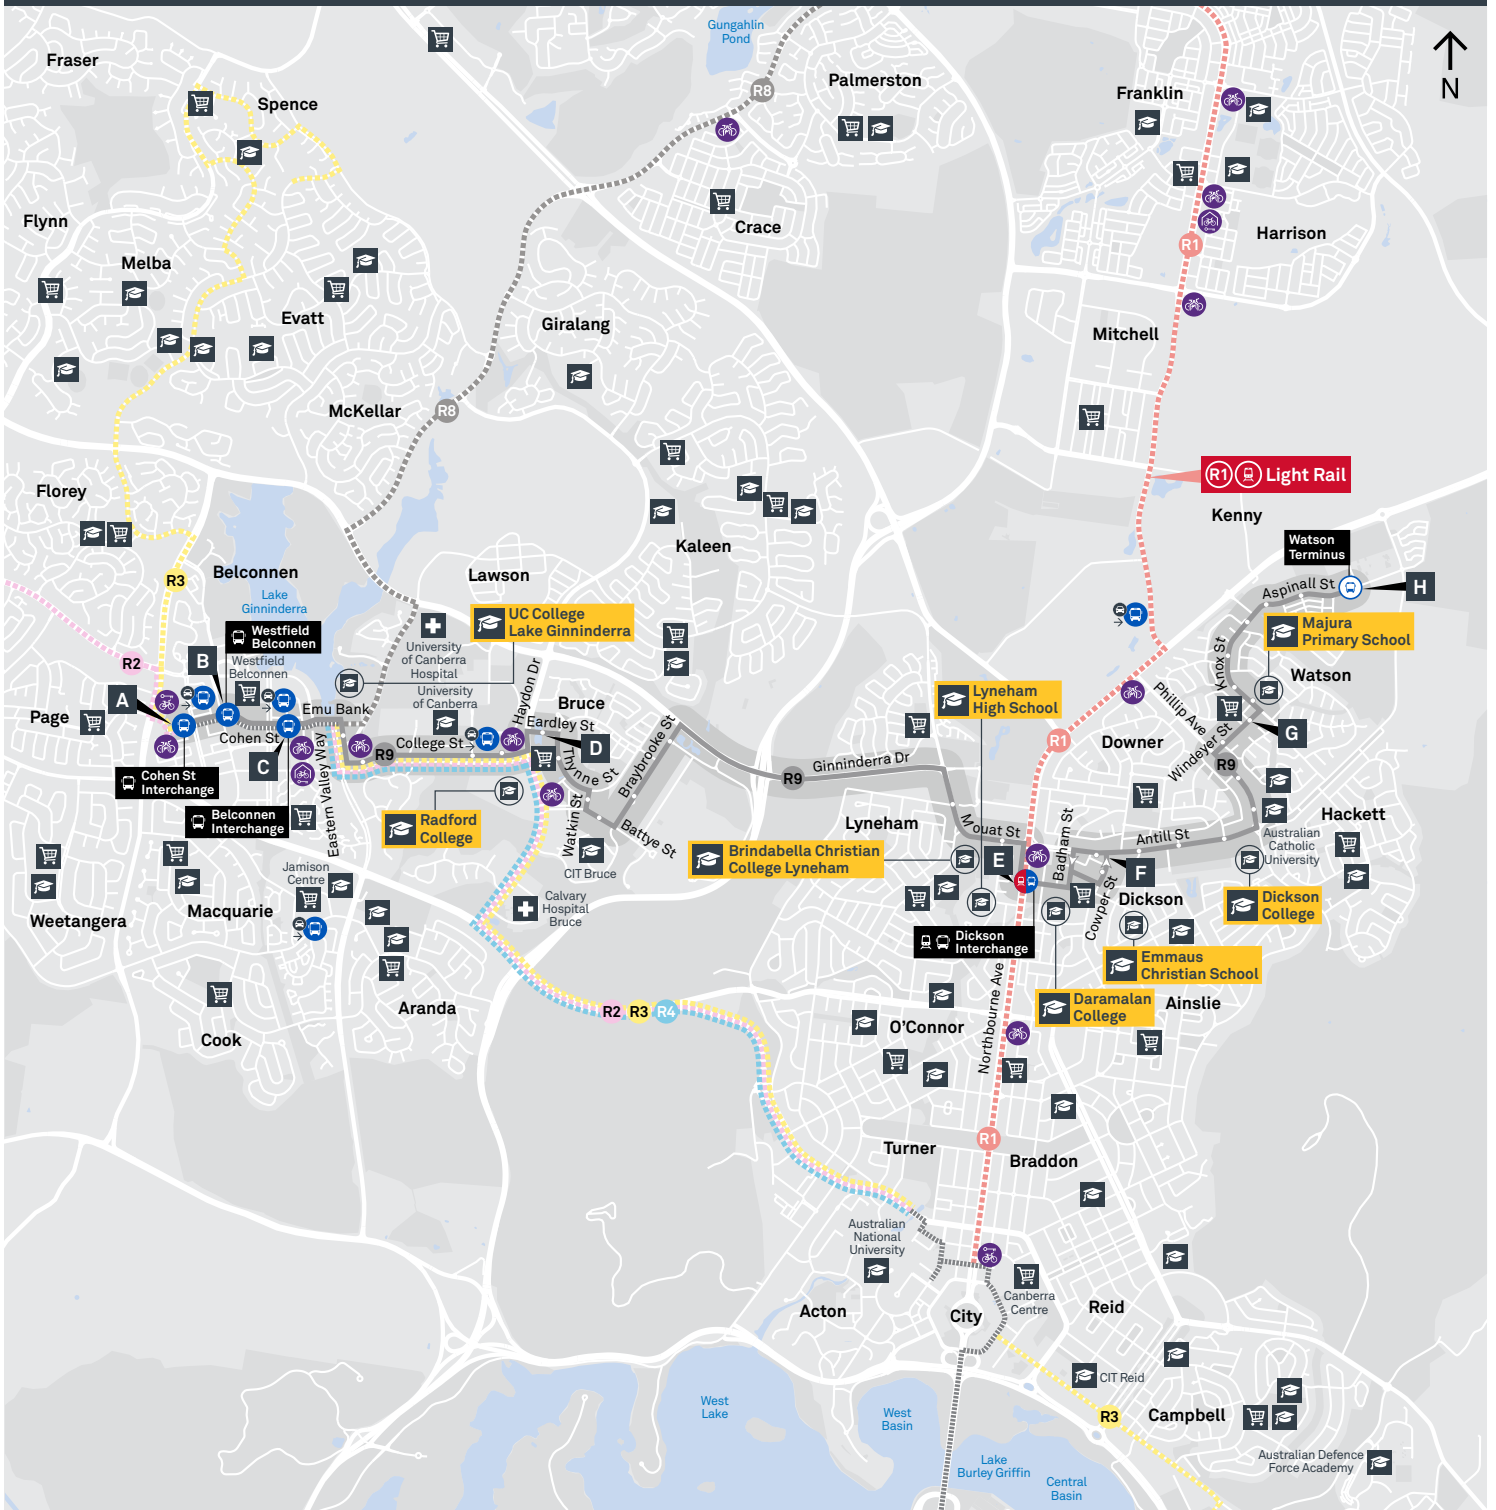 Gungahlin
Pond
Fraser
Palmerston
N
R8
Franklin
Spence
Flynn
Crace
Harrison
R1
Melba
Evatt
Giralang
Mitchell
McKellar
R8
R1 Light Rail
Florey
Kenny
Watson
Terminus
Kaleen
Belconnen
Lawson
R3
Aspinall St
H
Lake
Ginninderra
UC College
Lake Ginninderra
Majura
Primary School
Westfield
Belconnen
University
of Canberra
Hospital
R2
B
Westfield
Belconnen
Knox St
Watson
University
of Canberra
Haydon Dr
Bruce
Lyneham
High School
A
Phillip Ave
Page
Emu Bank
Eardley St
G
Cohen St
College St
D
R1
Downer
R9
Thynne St
Braybrooke St
Windeyer St
C
Eastern Valley Way
R9
Ginninderra Dr
R9
Cohen St
Interchange
Belconnen
Interchange
Radford
College
Watkin St
Battye St
Lyneham
Mouat St
Badham St
Antill St
Hackett
Australian
Catholic
University
Brindabella Christian
College Lyneham
E
F
Jamison
Centre
CIT Bruce
Cowper St
Dickson
Dickson
College
Weetangera
Macquarie
Calvary
Hospital
Bruce
Dickson
Interchange
Emmaus
Christian School
Northbourne Ave
Aranda
R2
R3
R4
Daramalan
College
Ainslie
Cook
O'Connor
Turner
R1
Braddon
Australian
National
University
Canberra
Centre
Acton
City
Reid
CIT Reid
West
Lake
West
Basin
R3
Campbell
Australian Defence
Force Academy
Lake
Burley Griffin
Central
Basin